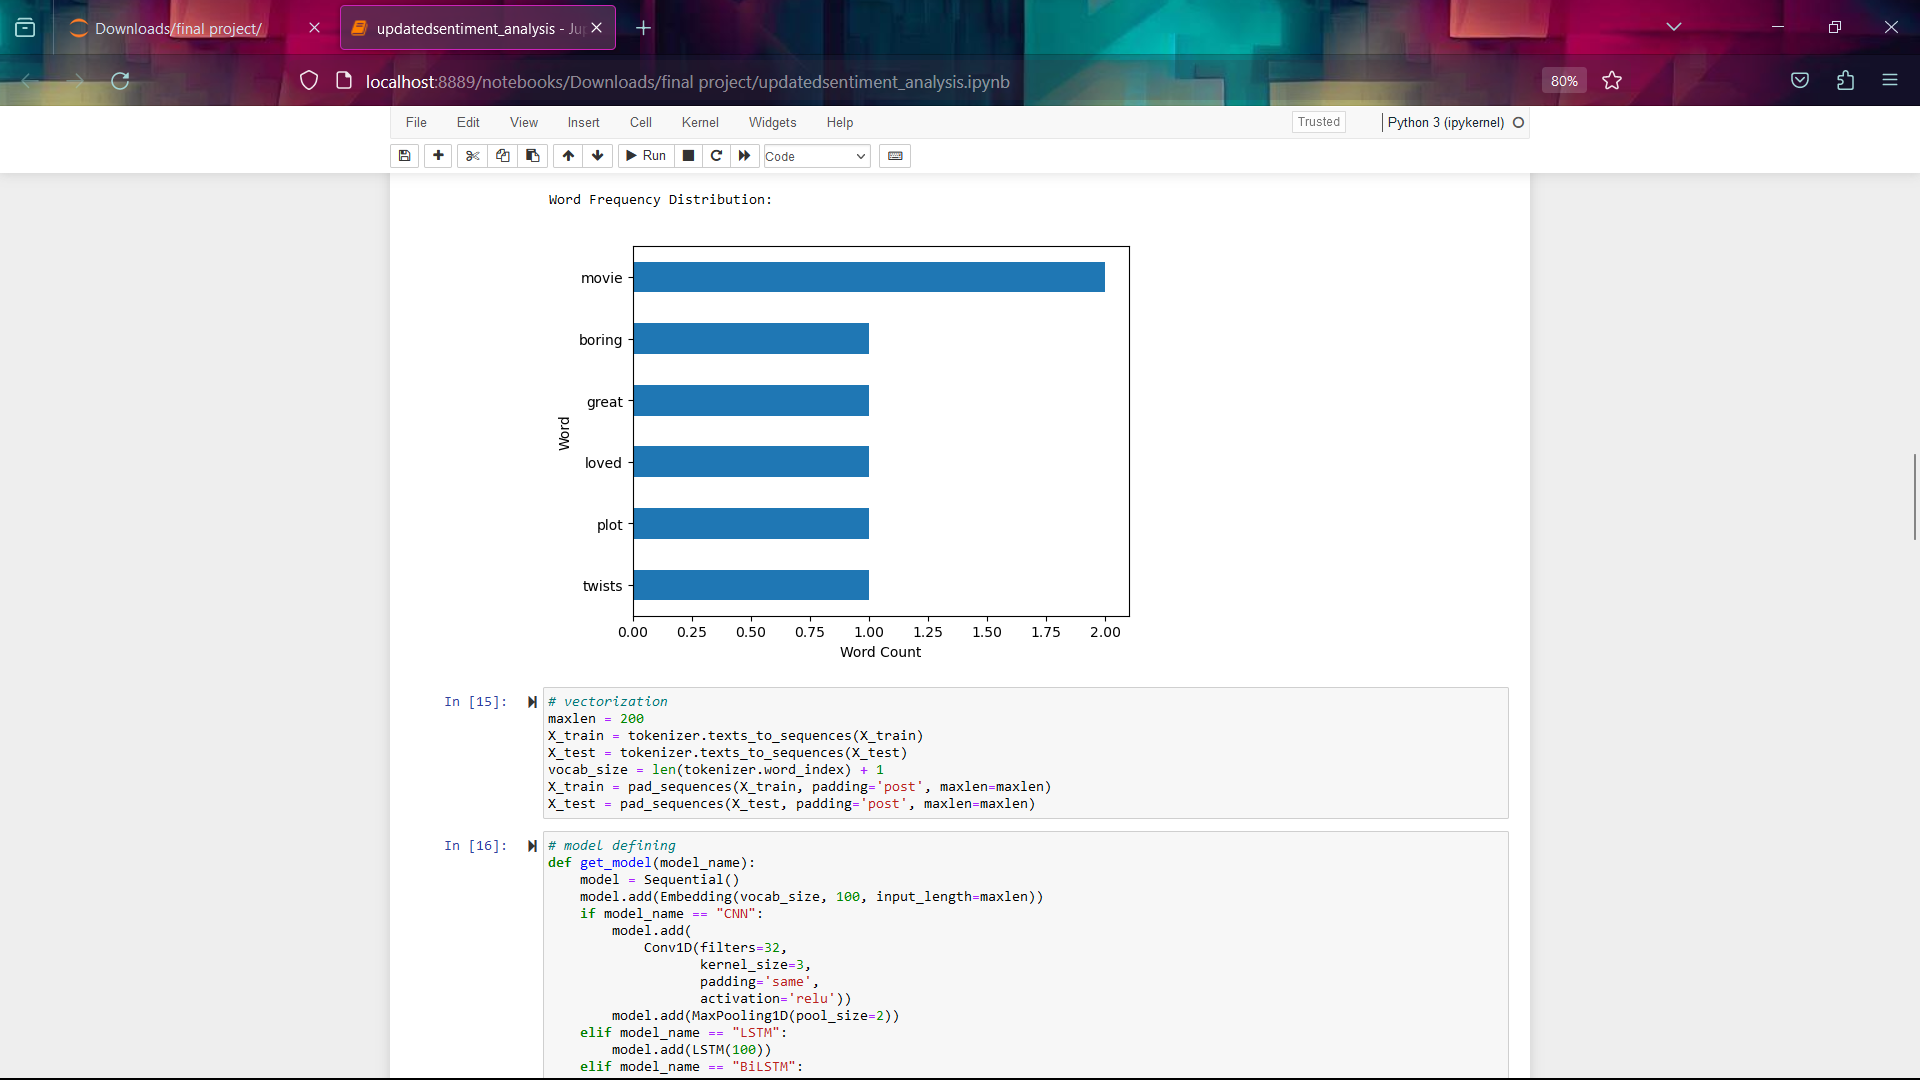 Downloads/final project/
updatedsentiment_analysis - Jup
localhost:8889/notebooks/Downloads/final project/updatedsentiment_analysis.ipynb
80%
File Edit View Insert Cell Kernel Widgets Help
Trusted
Python 3 (ipykernel)
Run
Code
Word Frequency Distribution:
movie
boring
great
loved
plot
twists
Word
0.00 0.25 0.50 0.75 1.00 1.25 1.50 1.75 2.00
Word Count
In [15]:
# vectorization
maxlen = 200
X_train = tokenizer.texts_to_sequences(X_train)
X_test = tokenizer.texts_to_sequences(X_test)
vocab_size = len(tokenizer.word_index) + 1
X_train = pad_sequences(X_train, padding='post', maxlen=maxlen)
X_test = pad_sequences(X_test, padding='post', maxlen=maxlen)
In [16]:
# model defining
def get_model(model_name):
    model = Sequential()
    model.add(Embedding(vocab_size, 100, input_length=maxlen))
    if model_name == "CNN":
        model.add(
            Conv1D(filters=32,
                   kernel_size=3,
                   padding='same',
                   activation='relu'))
        model.add(MaxPooling1D(pool_size=2))
    elif model_name == "LSTM":
        model.add(LSTM(100))
    elif model_name == "BiLSTM":